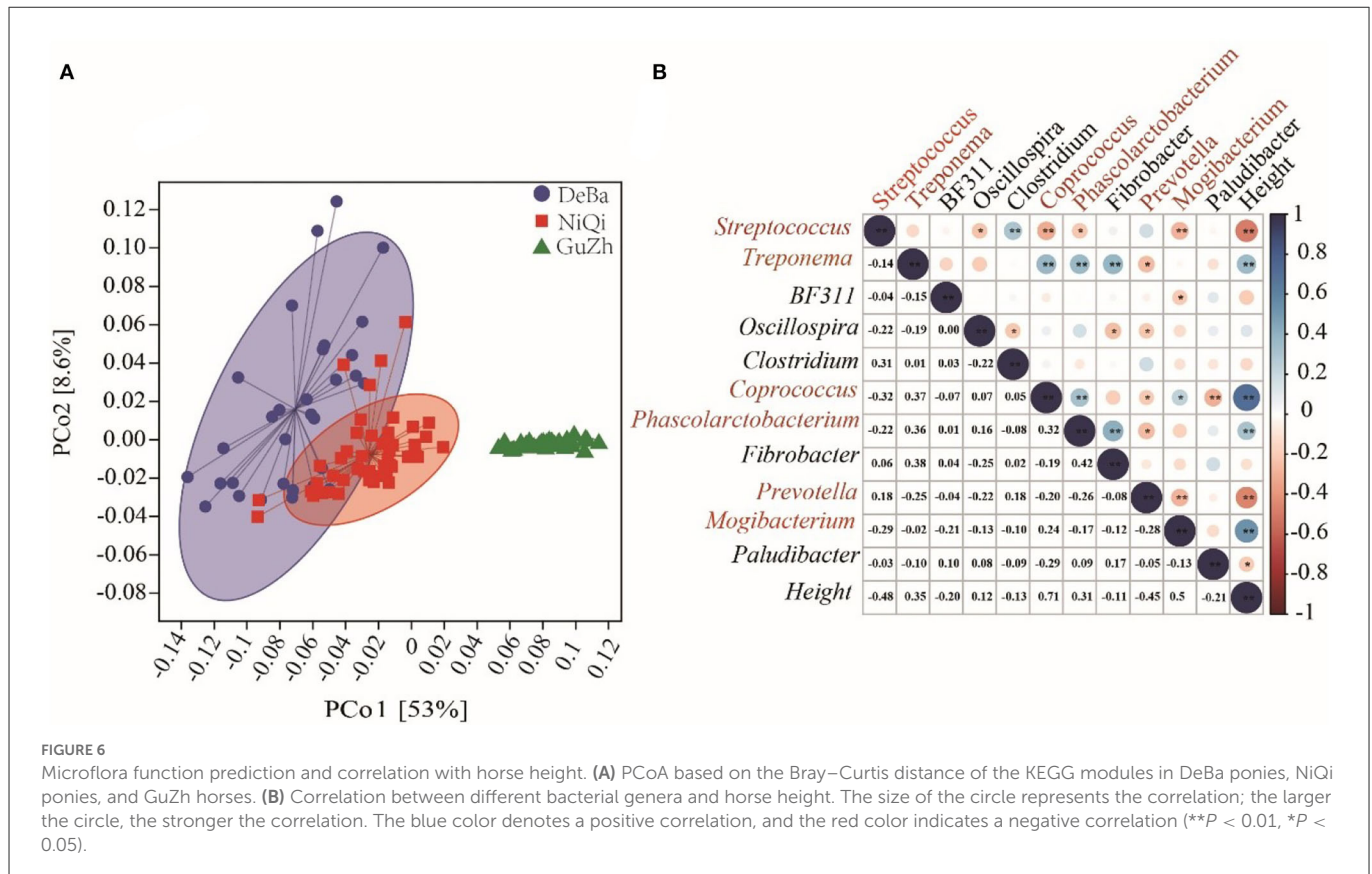 A
B
DeBa
NiQi
GuZh
0.12
0.10
0.08
0.06
0.04
0.02
0.00
-0.02
-0.04
-0.06
-0.08
PCo2 [8.6%]
-0.14 -0.12 -0.1 -0.08 -0.06 -0.04 -0.02 0 0.02 0.04 0.06 0.08 0.1 0.12
PCo1 [53%]
Streptococcus Treponema BF311 Oscillospira Clostridium Coprococcus Phascolarctobacterium Fibrobacter Prevotella Mogibacterium Paludibacter Height
Streptococcus ** * ** ** * ** **
Treponema -0.14 ** ** ** ** * **
BF311 -0.04 -0.15 ** *
Oscillospira -0.22 -0.19 0.00 ** * * *
Clostridium 0.31 0.01 0.03 -0.22 **
Coprococcus -0.32 0.37 -0.07 0.07 0.05 ** ** * * ** **
Phascolarctobacterium -0.22 0.36 0.01 0.16 -0.08 0.32 ** ** * **
Fibrobacter 0.06 0.38 0.04 -0.25 0.02 -0.19 0.42 **
Prevotella 0.18 -0.25 -0.04 -0.22 0.18 -0.20 -0.26 -0.08 ** ** **
Mogibacterium -0.29 -0.02 -0.21 -0.13 -0.10 0.24 -0.17 -0.12 -0.28 ** **
Paludibacter -0.03 -0.10 0.10 0.08 -0.09 -0.29 0.09 0.17 -0.05 -0.13 ** *
Height -0.48 0.35 -0.20 0.12 -0.13 0.71 0.31 -0.11 -0.45 0.5 -0.21 **
1
0.8
0.6
0.4
0.2
0
-0.2
-0.4
-0.6
-0.8
-1
FIGURE 6
Microflora function prediction and correlation with horse height. (A) PCoA based on the Bray–Curtis distance of the KEGG modules in DeBa ponies, NiQi
ponies, and GuZh horses. (B) Correlation between different bacterial genera and horse height. The size of the circle represents the correlation; the larger
the circle, the stronger the correlation. The blue color denotes a positive correlation, and the red color indicates a negative correlation (**P < 0.01, *P <
0.05).